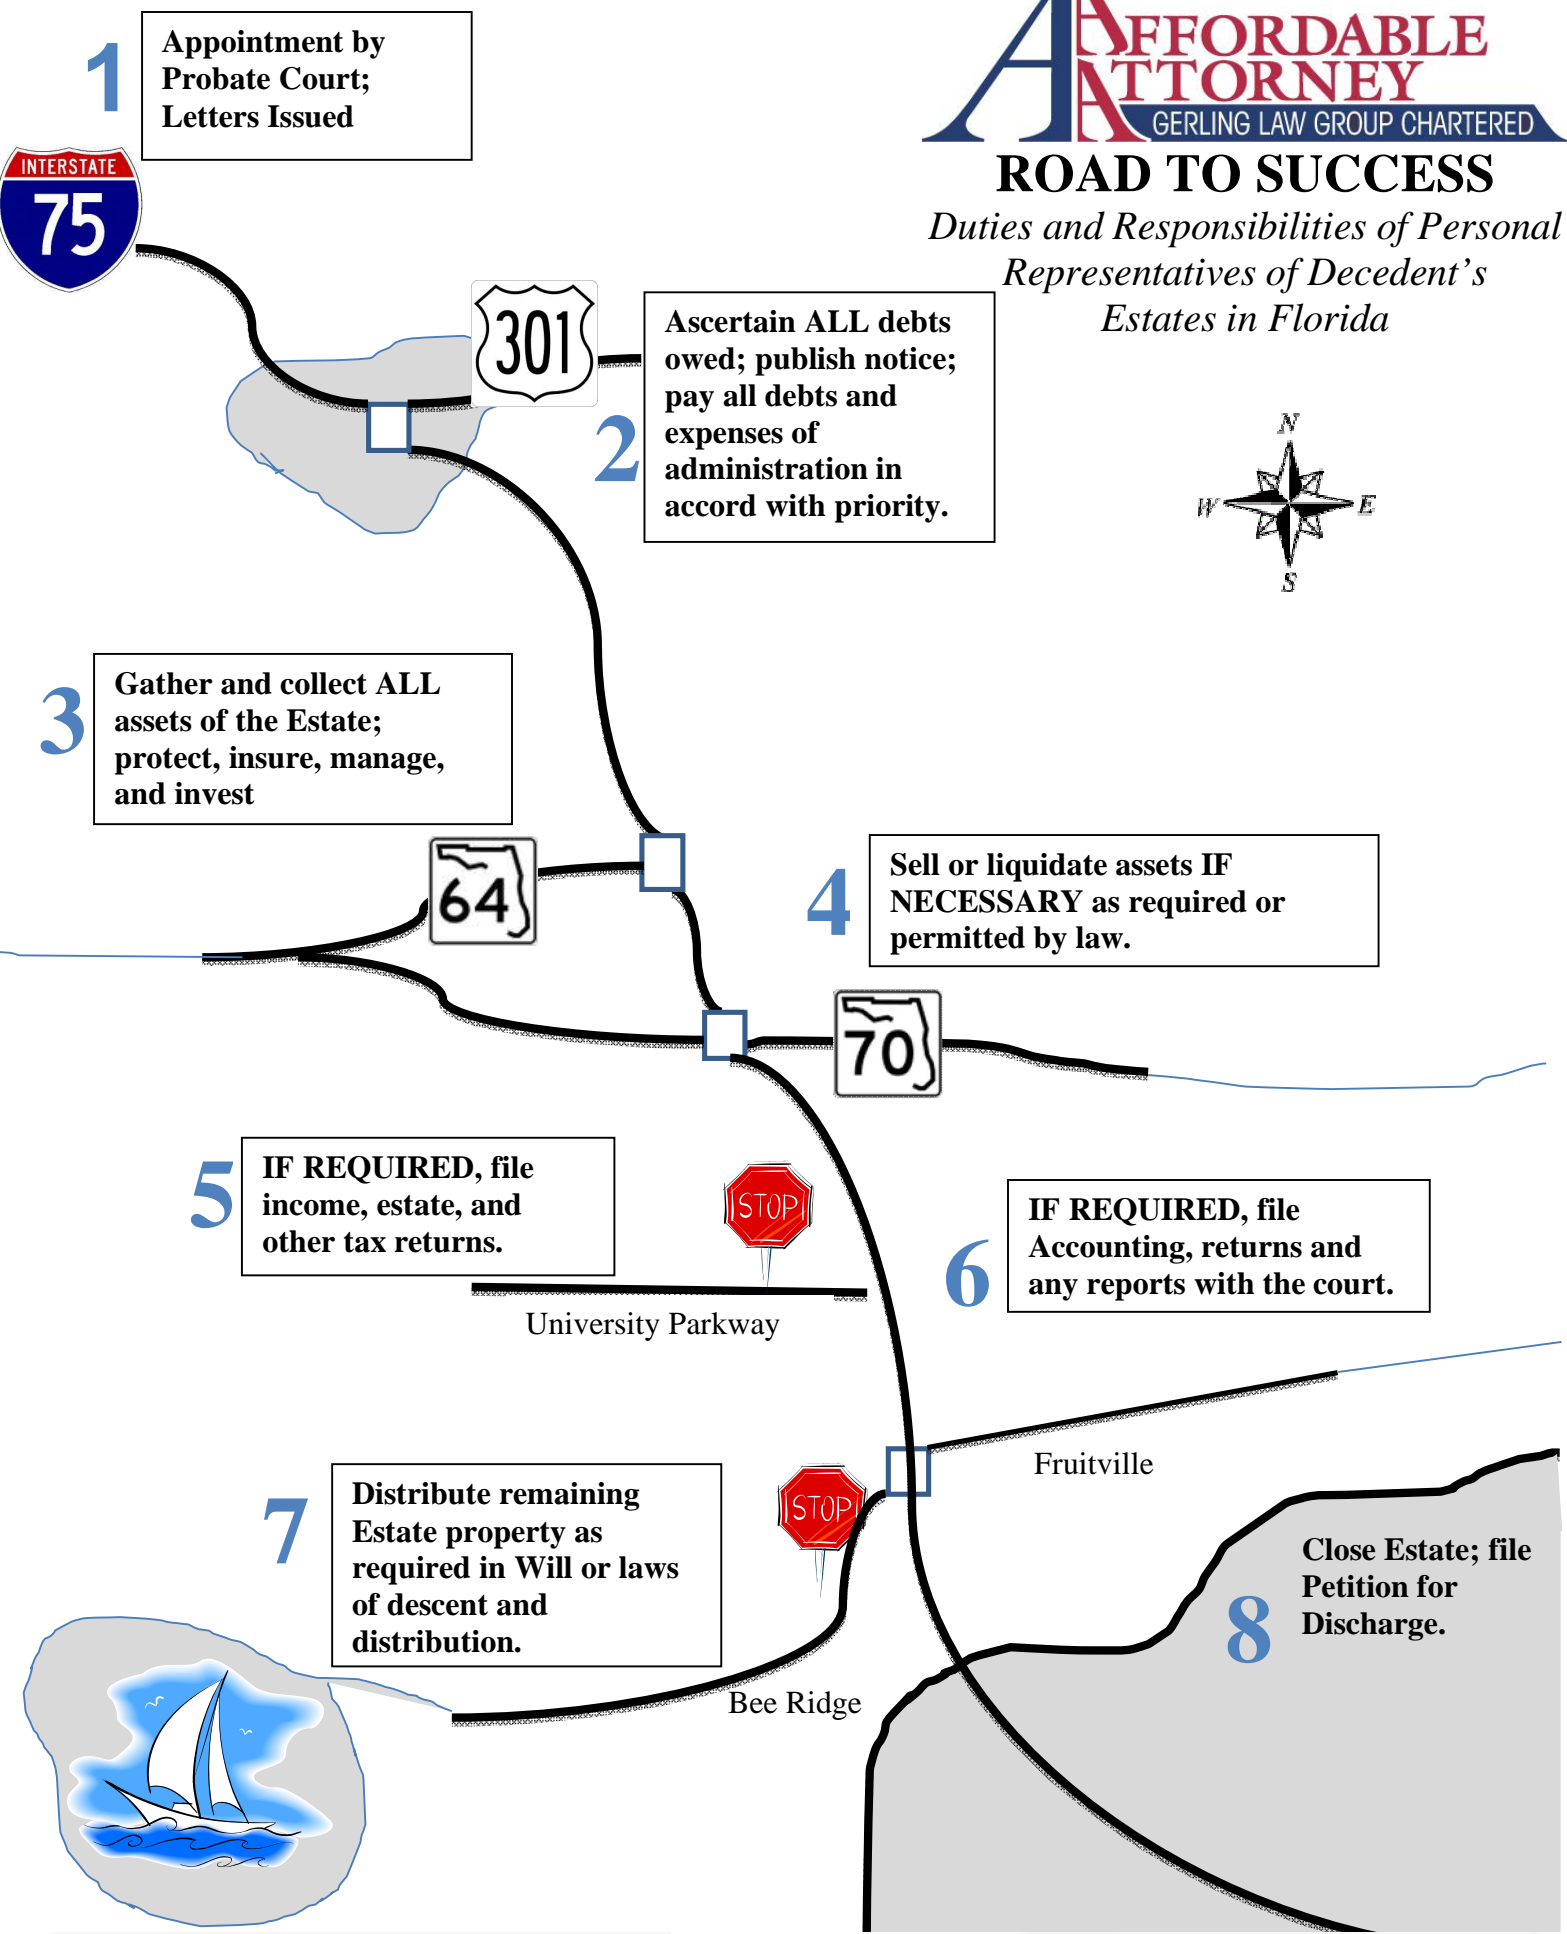 1
Appointment by
Probate Court;
Letters Issued
AFFORDABLE
ATTORNEY
GERLING LAW GROUP CHARTERED
ROAD TO SUCCESS
Duties and Responsibilities of Personal
Representatives of Decedent's
Estates in Florida
INTERSTATE
75
301
2
Ascertain ALL debts
owed; publish notice;
pay all debts and
expenses of
administration in
accord with priority.
N
W
E
S
3
Gather and collect ALL
assets of the Estate;
protect, insure, manage,
and invest
64
4
Sell or liquidate assets IF
NECESSARY as required or
permitted by law.
70
5
IF REQUIRED, file
income, estate, and
other tax returns.
STOP
University Parkway
6
IF REQUIRED, file
Accounting, returns and
any reports with the court.
Fruitville
7
Distribute remaining
Estate property as
required in Will or laws
of descent and
distribution.
STOP
Bee Ridge
8
Close Estate; file
Petition for
Discharge.